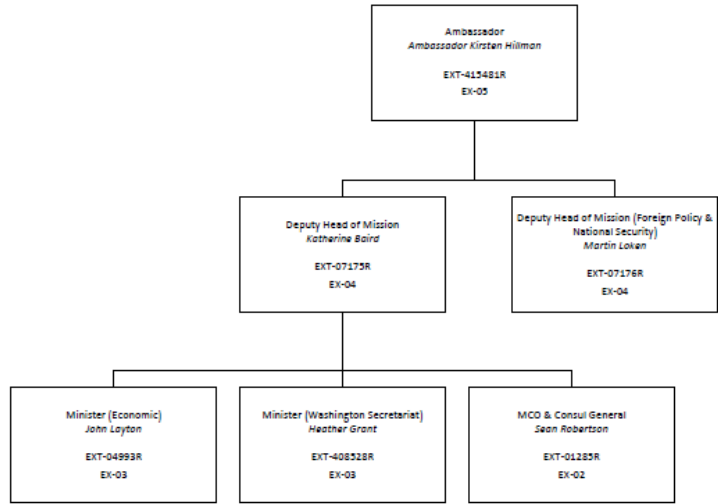 Ambassador
Ambassador Kirsten Hillman
EXT-415481R
EX-05
Deputy Head of Mission
Katherine Baird
EXT-07175R
EX-04
Deputy Head of Mission (Foreign Policy &
National Security)
Martin Loken
EXT-07176R
EX-04
Minister (Economic)
John Layton
EXT-04993R
EX-03
Minister (Washington Secretariat)
Heather Grant
EXT-408528R
EX-03
MCO & Consul General
Sean Robertson
EXT-01285R
EX-02